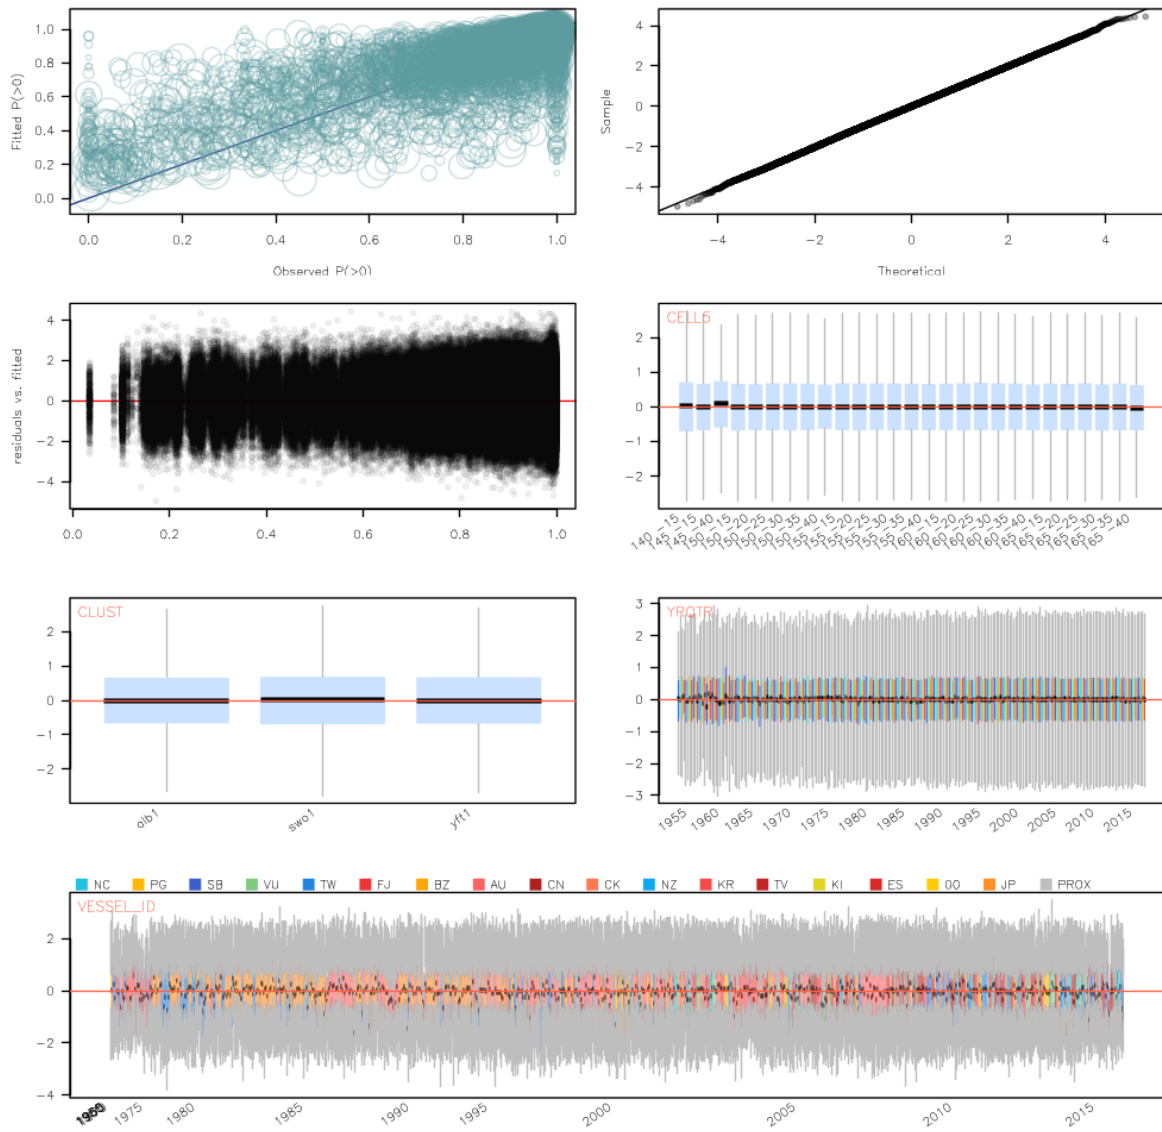 1.0
0.8
0.6
0.4
0.2
0.0
Fitted P(>0)
0.0 0.2 0.4 0.6 0.8 1.0
Observed P(>0)
4
2
0
−2
−4
Sample
−4 −2 0 2 4
Theoretical
4
2
0
−2
−4
residuals vs. fitted
0.0 0.2 0.4 0.6 0.8 1.0
CELL5
2
1
0
−1
−2
140 −15
CLUST
2
1
0
−1
−2
alb1 swo1 yft1
YRQTR
3
2
1
0
−1
−2
−3
1955 1960 1965 1970 1975 1980 1985 1990 1995 2000 2005 2010 2015
NC PG SB VU TW FJ BZ AU CN CK NZ KR TV KI ES OO JP PROX
VESSEL_ID
2
0
−2
−4
1975 1980 1985 1990 1995 2000 2005 2010 2015